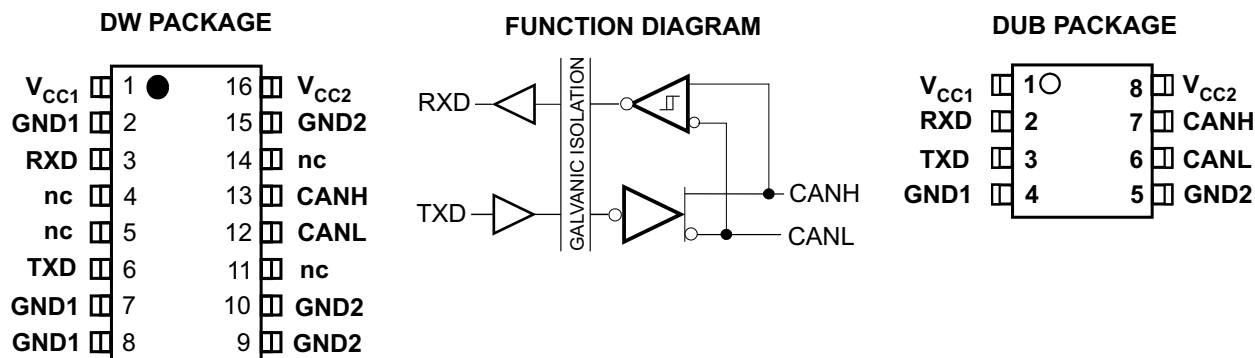 DW PACKAGE
VCC1 1 16 VCC2
GND1 2 15 GND2
RXD 3 14 nc
nc 4 13 CANH
nc 5 12 CANL
TXD 6 11 nc
GND1 7 10 GND2
GND1 8 9 GND2
FUNCTION DIAGRAM
RXD
GALVANIC ISOLATION
TXD
CANH
CANL
DUB PACKAGE
VCC1 1 8 VCC2
RXD 2 7 CANH
TXD 3 6 CANL
GND1 4 5 GND2